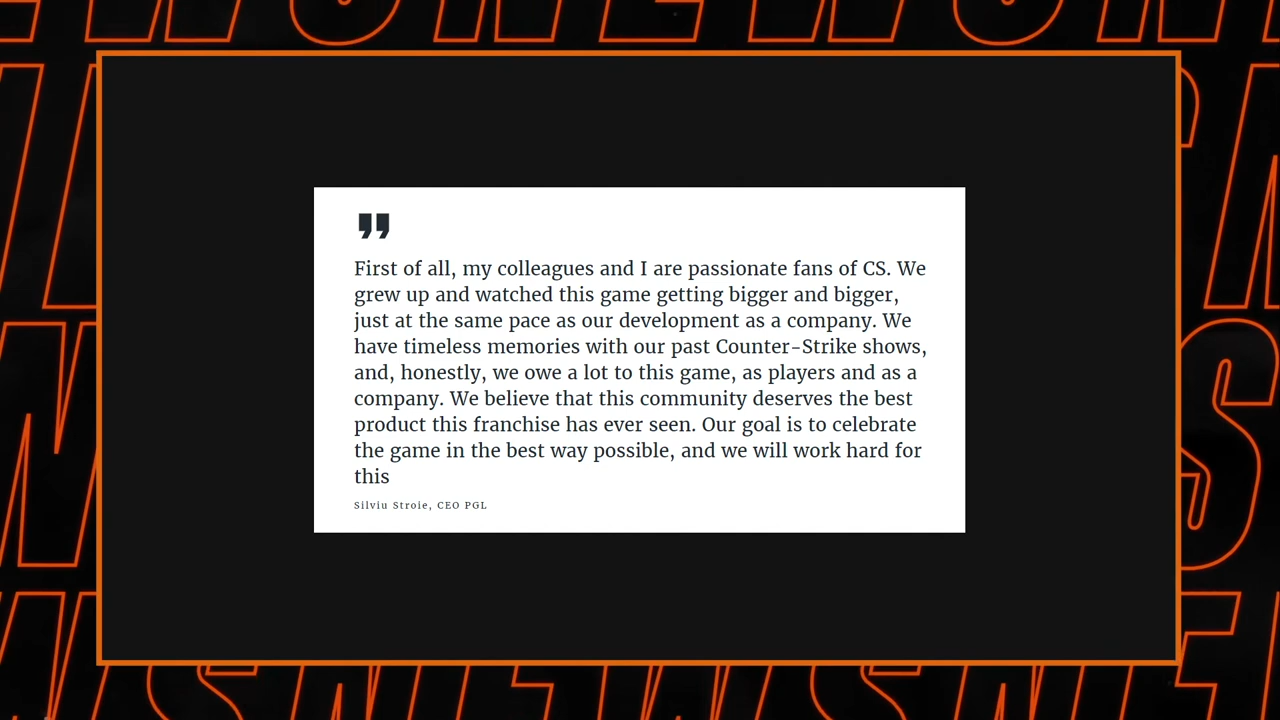 First of all, my colleagues and I are passionate fans of CS. We
grew up and watched this game getting bigger and bigger,
just at the same pace as our development as a company. We
have timeless memories with our past Counter-Strike shows,
and, honestly, we owe a lot to this game, as players and as a
company. We believe that this community deserves the best
product this franchise has ever seen. Our goal is to celebrate
the game in the best way possible, and we will work hard for
this
Silviu Stroie, CEO PGL